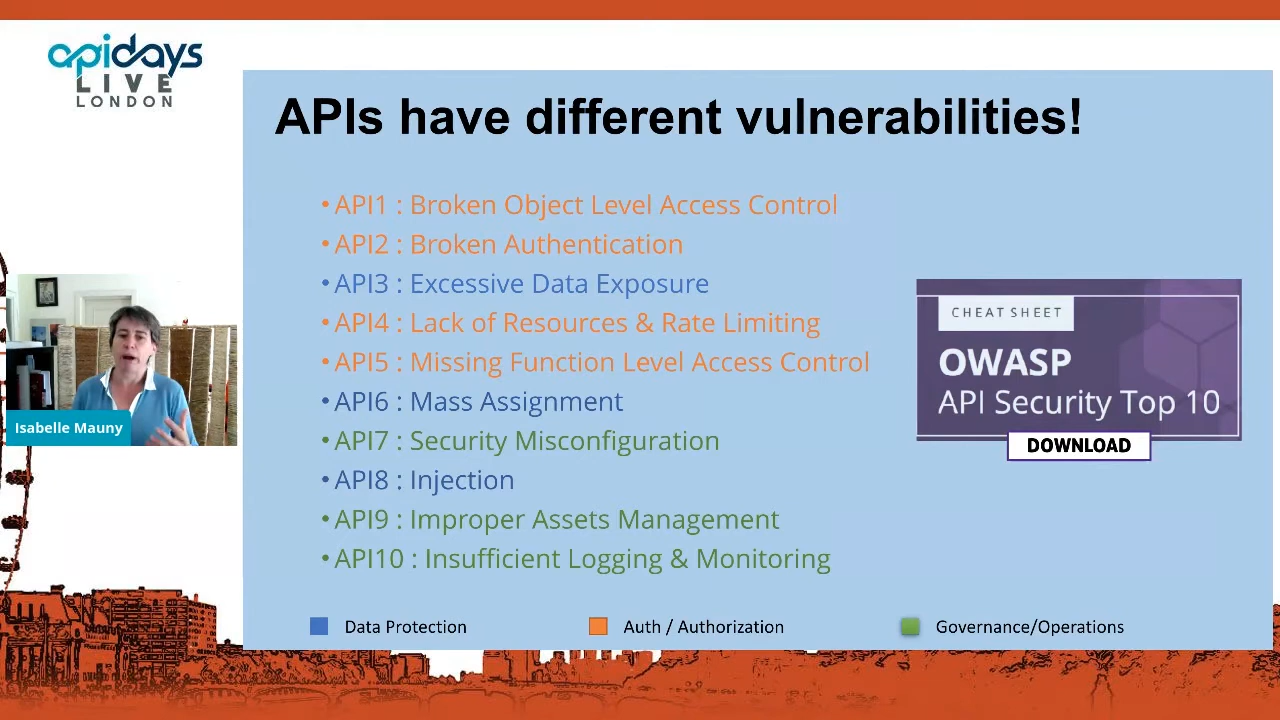 apidays
LIVE
LONDON
APIs have different vulnerabilities!
• API1 : Broken Object Level Access Control
• API2 : Broken Authentication
• API3 : Excessive Data Exposure
• API4 : Lack of Resources & Rate Limiting
• API5 : Missing Function Level Access Control
• API6 : Mass Assignment
• API7 : Security Misconfiguration
• API8 : Injection
• API9 : Improper Assets Management
• API10 : Insufficient Logging & Monitoring
CHEAT SHEET
OWASP
API Security Top 10
DOWNLOAD
Isabelle Mauny
Data Protection
Auth / Authorization
Governance/Operations